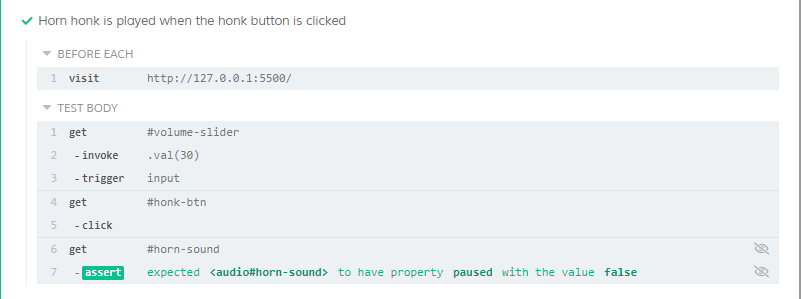 Horn honk is played when the honk button is clicked
BEFORE EACH
1 visit http://127.0.0.1:5500/
TEST BODY
1 get #volume-slider
2 -invoke .val(30)
3 -trigger input
4 get #honk-btn
5 -click
6 get #horn-sound
7 -assert expected <audio#horn-sound> to have property paused with the value false